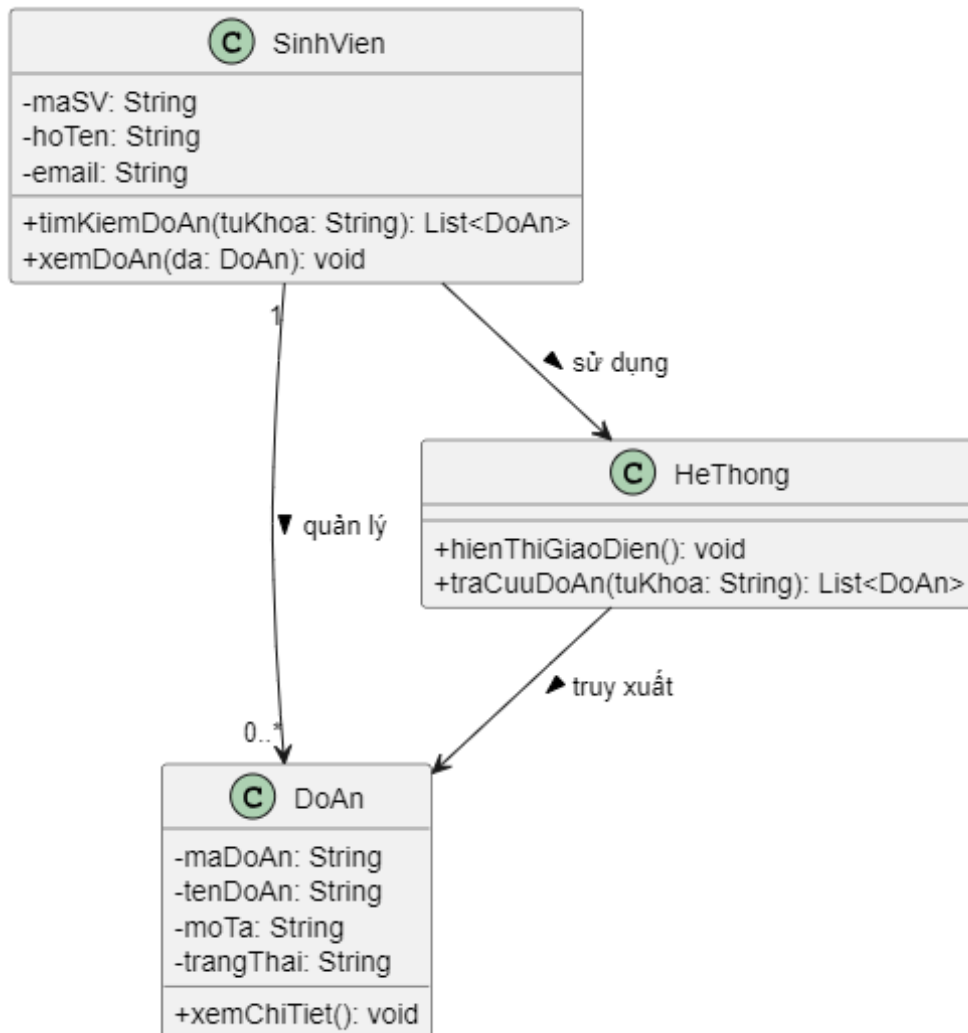 C SinhVien
-maSV: String
-hoTen: String
-email: String
+timKiemDoAn(tuKhoa: String): List<DoAn>
+xemDoAn(da: DoAn): void
1
sử dụng
C HeThong
+hienThiGiaoDien(): void
+traCuuDoAn(tuKhoa: String): List<DoAn>
quản lý
truy xuất
0..*
C DoAn
-maDoAn: String
-tenDoAn: String
-moTa: String
-trangThai: String
+xemChiTiet(): void